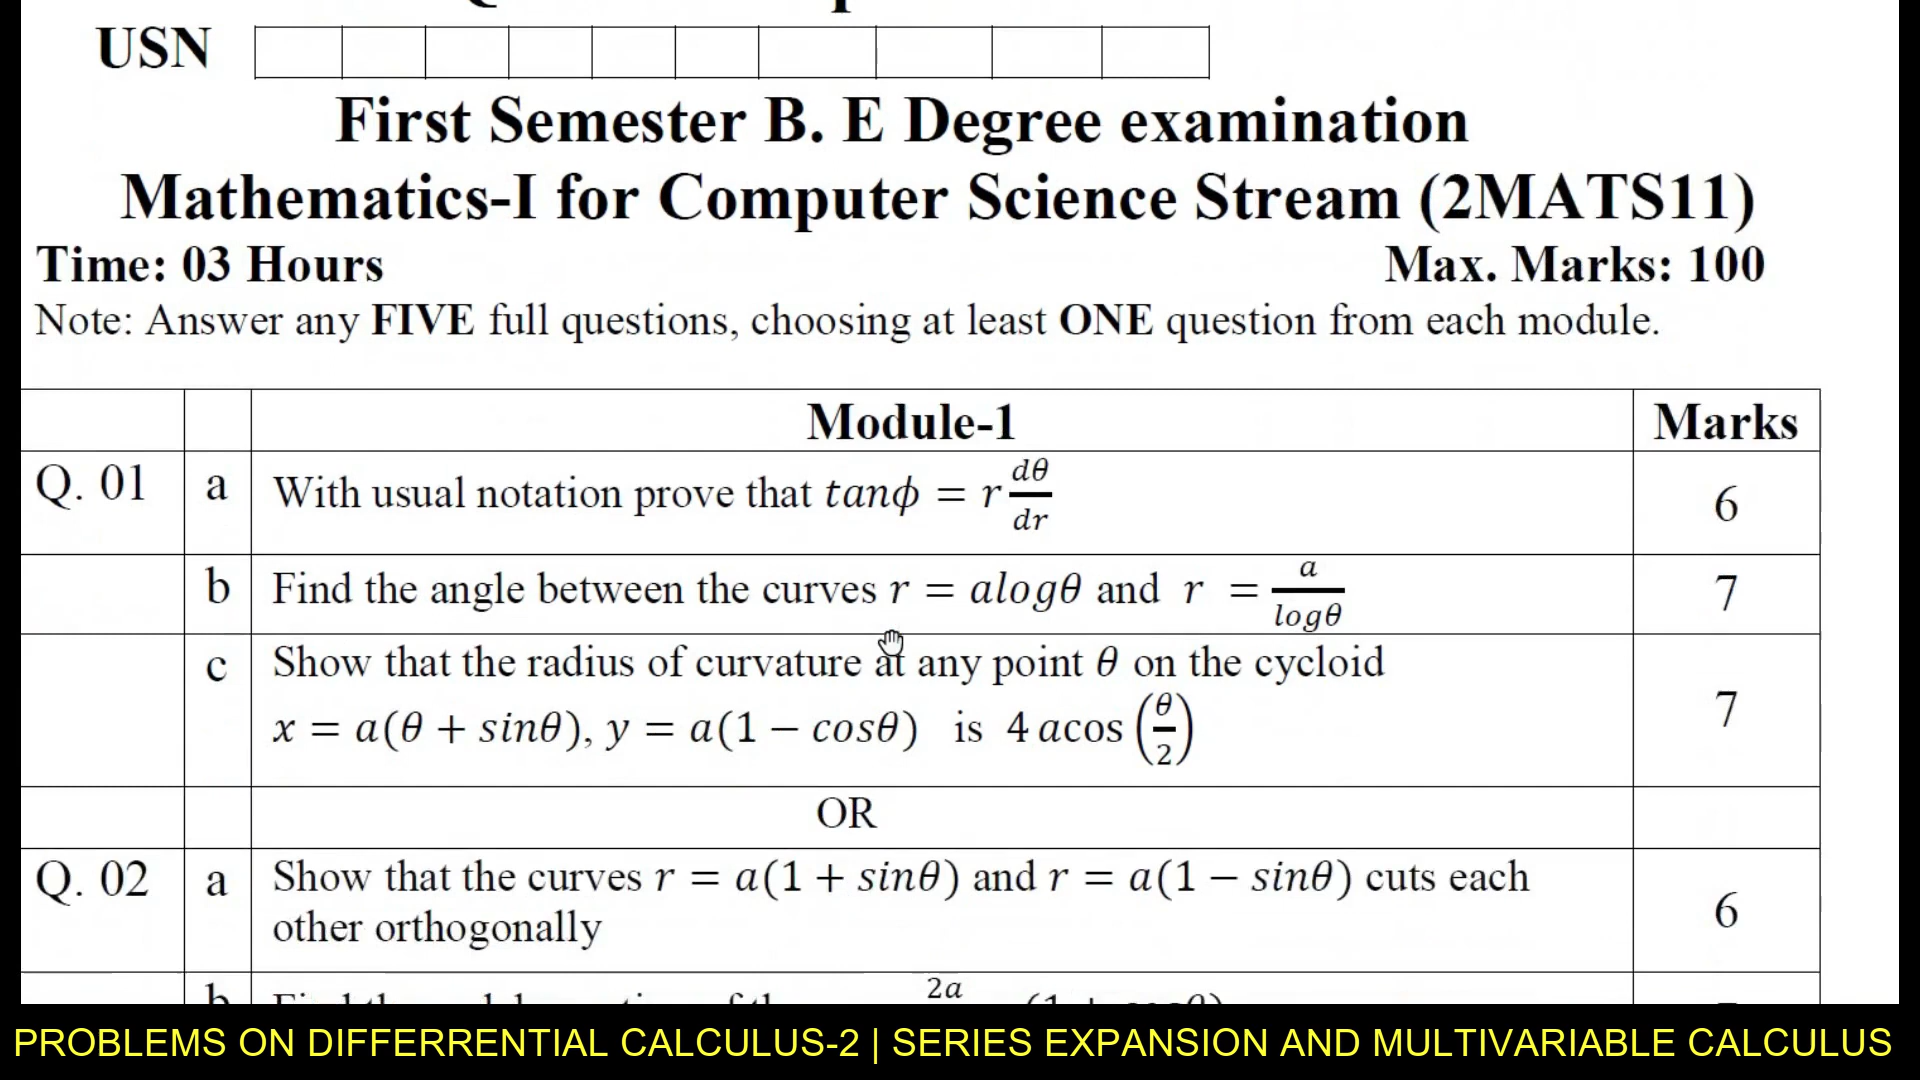 USN
First Semester B. E Degree examination
Mathematics-I for Computer Science Stream (2MATS11)
Time: 03 Hours Max. Marks: 100
Note: Answer any FIVE full questions, choosing at least ONE question from each module.
Module-1 Marks
Q. 01 a With usual notation prove that tanϕ = r dθ/dr 6
b Find the angle between the curves r = alogθ and r = a/logθ 7
c Show that the radius of curvature at any point θ on the cycloid
x = a(θ + sinθ), y = a(1 − cosθ) is 4 acos (θ/2) 7
OR
Q. 02 a Show that the curves r = a(1 + sinθ) and r = a(1 − sinθ) cuts each
other orthogonally 6
b 2a
PROBLEMS ON DIFFERRENTIAL CALCULUS-2 | SERIES EXPANSION AND MULTIVARIABLE CALCULUS